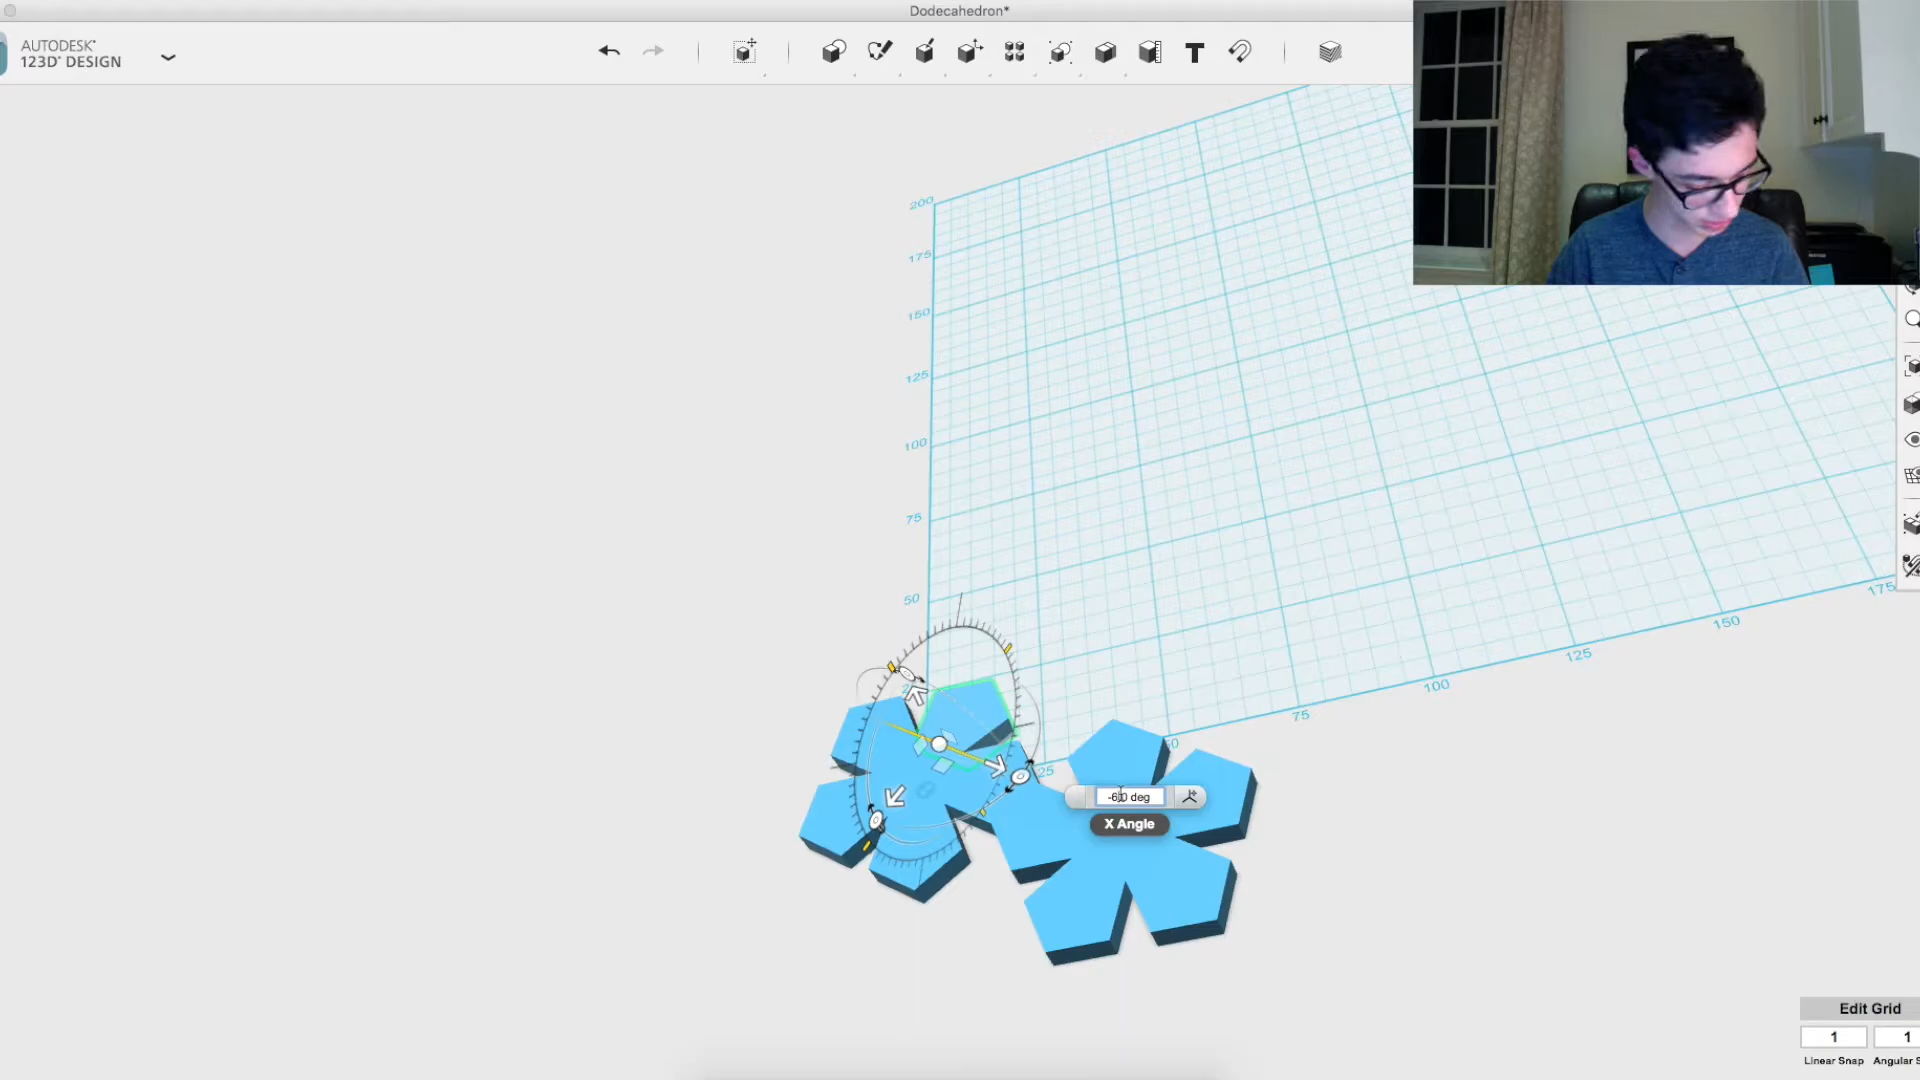 Dodecahedron*
AUTODESK®
123D® DESIGN
T
200
175
150
125
100
75
50
25
75
100
125
150
175
X Angle
Edit Grid
1
1
Linear Snap
Angular S